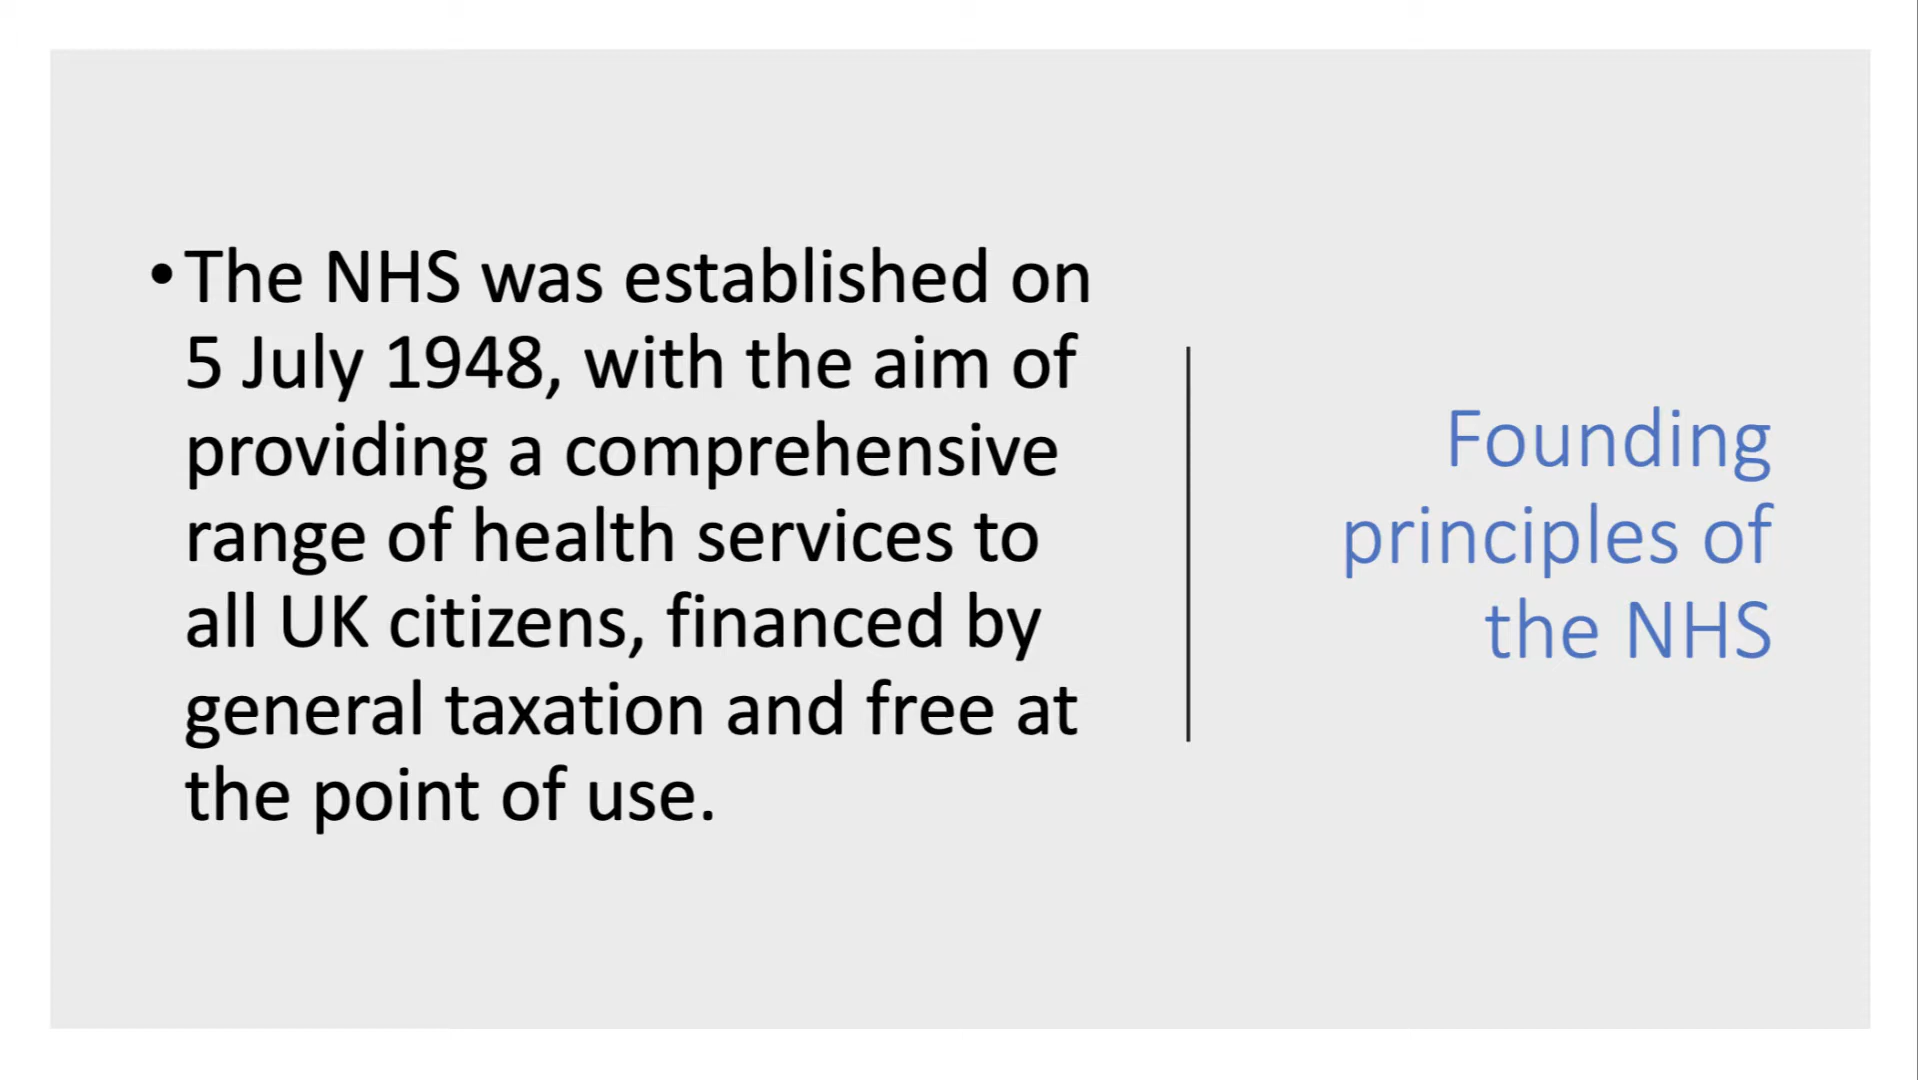 •The NHS was established on
5 July 1948, with the aim of
providing a comprehensive
range of health services to
all UK citizens, financed by
general taxation and free at
the point of use.
Founding
principles of
the NHS